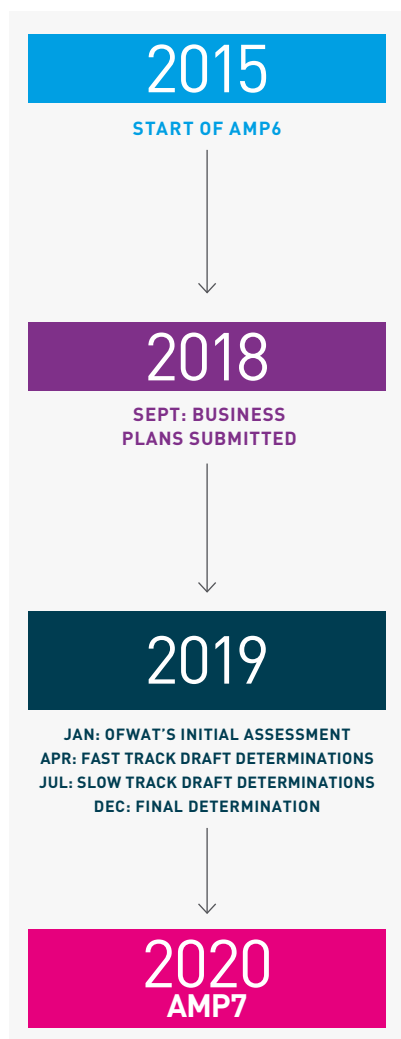 2015
START OF AMP6
2018
SEPT: BUSINESS
PLANS SUBMITTED
2019
JAN: OFWAT'S INITIAL ASSESSMENT
APR: FAST TRACK DRAFT DETERMINATIONS
JUL: SLOW TRACK DRAFT DETERMINATIONS
DEC: FINAL DETERMINATION
2020
AMP7